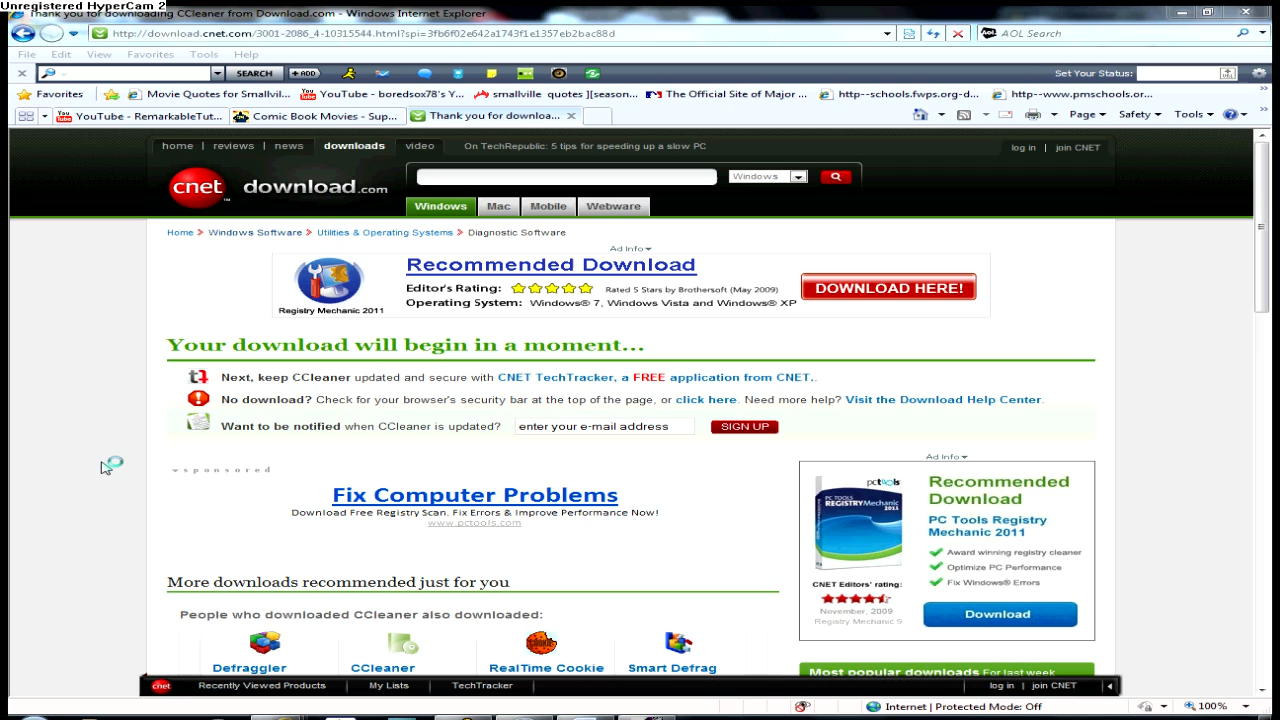 Unregistered HyperCam 2
Thank you for downloading CCleaner from Download.com - Windows Internet Explorer
http://download.cnet.com/3001-2086_4-10315544.html?spi=3fb6f02e642a1743f1e1357eb2bac88d
AOL Search
File Edit View Favorites Tools Help
SEARCH + ADD Set Your Status:
Favorites Movie Quotes for Smallvil... YouTube - boredsox78's Y... smallville quotes ][season... The Official Site of Major ... http--schools.fwps.org-d... http--www.pmschools.or...
YouTube - RemarkableTut... Comic Book Movies - Sup... Thank you for downloa... Page Safety Tools
home | reviews | news downloads video On TechRepublic: 5 tips for speeding up a slow PC log in | join CNET
cnet download.com Windows
Windows Mac Mobile Webware
Home > Windows Software > Utilities & Operating Systems > Diagnostic Software
Ad Info
Recommended Download
Editor's Rating: Rated 5 Stars by Brothersoft (May 2009)
DOWNLOAD HERE!
Operating System: Windows® 7, Windows Vista and Windows® XP
Registry Mechanic 2011
Your download will begin in a moment...
Next, keep CCleaner updated and secure with CNET TechTracker, a FREE application from CNET..
No download? Check for your browser's security bar at the top of the page, or click here. Need more help? Visit the Download Help Center.
Want to be notified when CCleaner is updated? enter your e-mail address SIGN UP
sponsored
Fix Computer Problems
Download Free Registry Scan. Fix Errors & Improve Performance Now!
www.pctools.com
Ad Info
pctools
PC TOOLS
REGISTRY MECHANIC
2011
Recommended
Download
PC Tools Registry
Mechanic 2011
Award winning registry cleaner
Optimize PC Performance
Fix Windows® Errors
CNET Editors' rating:
November, 2009
Registry Mechanic 9
Download
More downloads recommended just for you
People who downloaded CCleaner also downloaded:
Defraggler CCleaner RealTime Cookie Smart Defrag
Most popular downloads For last week
cnet Recently Viewed Products | My Lists | TechTracker | log in | join CNET
Internet | Protected Mode: Off 100%